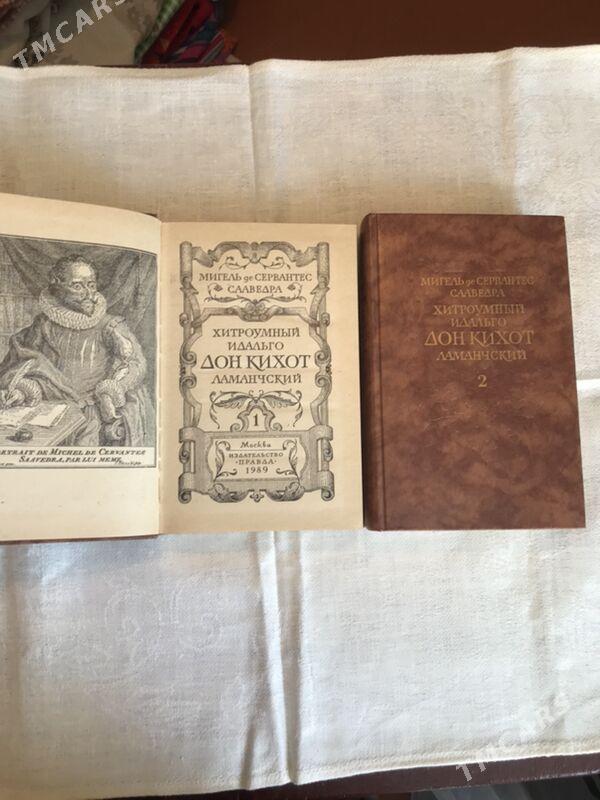 TMCARS
PORTRAIT DE MICHEL DE CERVANTES
SAAVEDRA, PAR LUI MEME.
МИГЕЛЬ де СЕРВАНТЕС
СААВЕДРА
ХИТРОУМНЫЙ
ИДАЛЬГО
ДОН КИХОТ
ЛАМАНЧСКИЙ
1
Москва
ИЗДАТЕЛЬСТВО
"ПРАВДА"
1989
МИГЕЛЬ де СЕРВАНТЕС
СААВЕДРА
ХИТРОУМНЫЙ
ИДАЛЬГО
ДОН КИХОТ
ЛАМАНЧСКИЙ
2
TMCARS